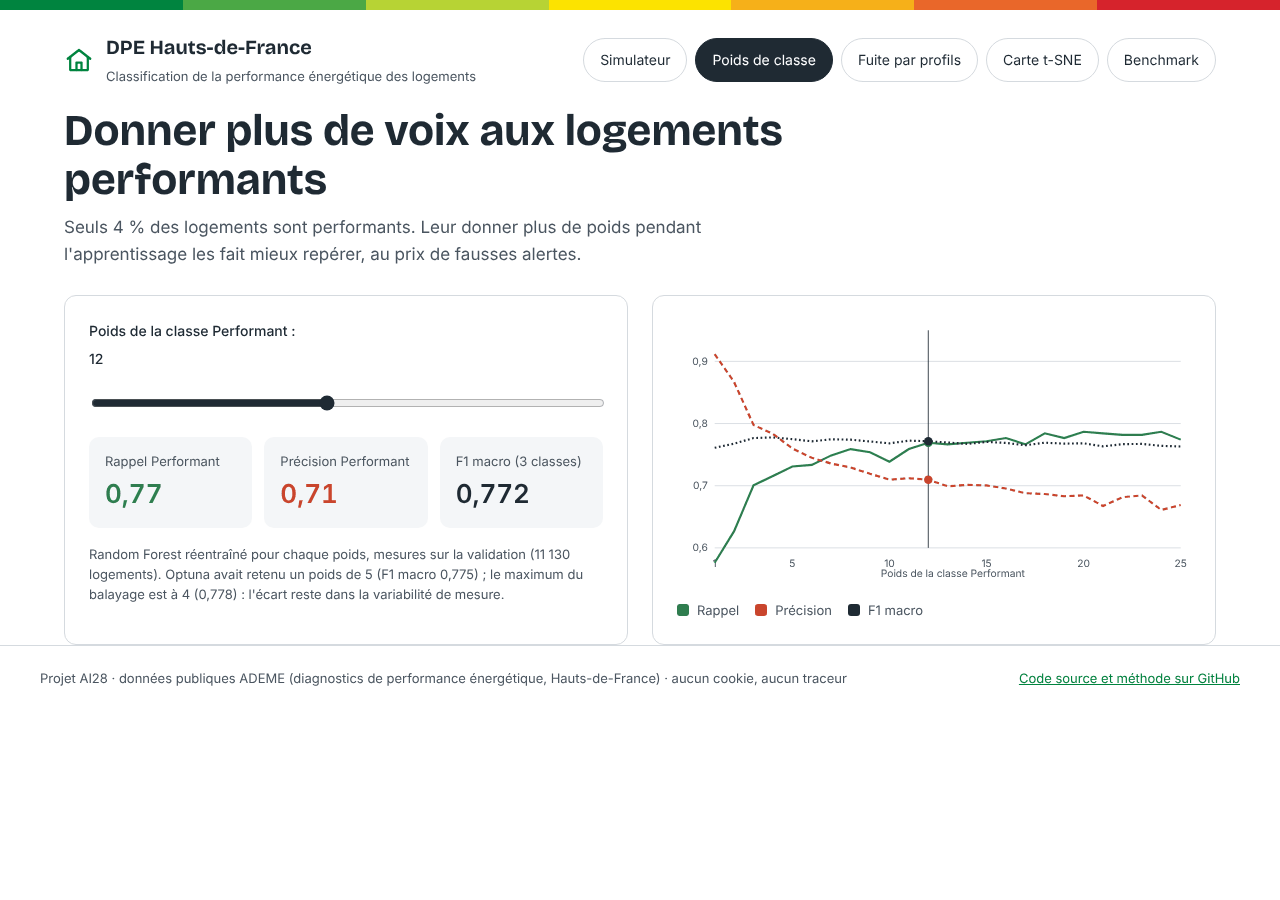 DPE Hauts-de-France
Classification de la performance énergétique des logements
Simulateur
Poids de classe
Fuite par profils
Carte t-SNE
Benchmark
Donner plus de voix aux logements
performants
Seuls 4 % des logements sont performants. Leur donner plus de poids pendant
l'apprentissage les fait mieux repérer, au prix de fausses alertes.
Poids de la classe Performant :
12
Rappel Performant
0,77
Précision Performant
0,71
F1 macro (3 classes)
0,772
Random Forest réentraîné pour chaque poids, mesures sur la validation (11 130
logements). Optuna avait retenu un poids de 5 (F1 macro 0,775) ; le maximum du
balayage est à 4 (0,778) : l'écart reste dans la variabilité de mesure.
0,9
0,8
0,7
0,6
1 5 10 15 20 25
Poids de la classe Performant
Rappel Précision F1 macro
Projet AI28 · données publiques ADEME (diagnostics de performance énergétique, Hauts-de-France) · aucun cookie, aucun traceur
Code source et méthode sur GitHub